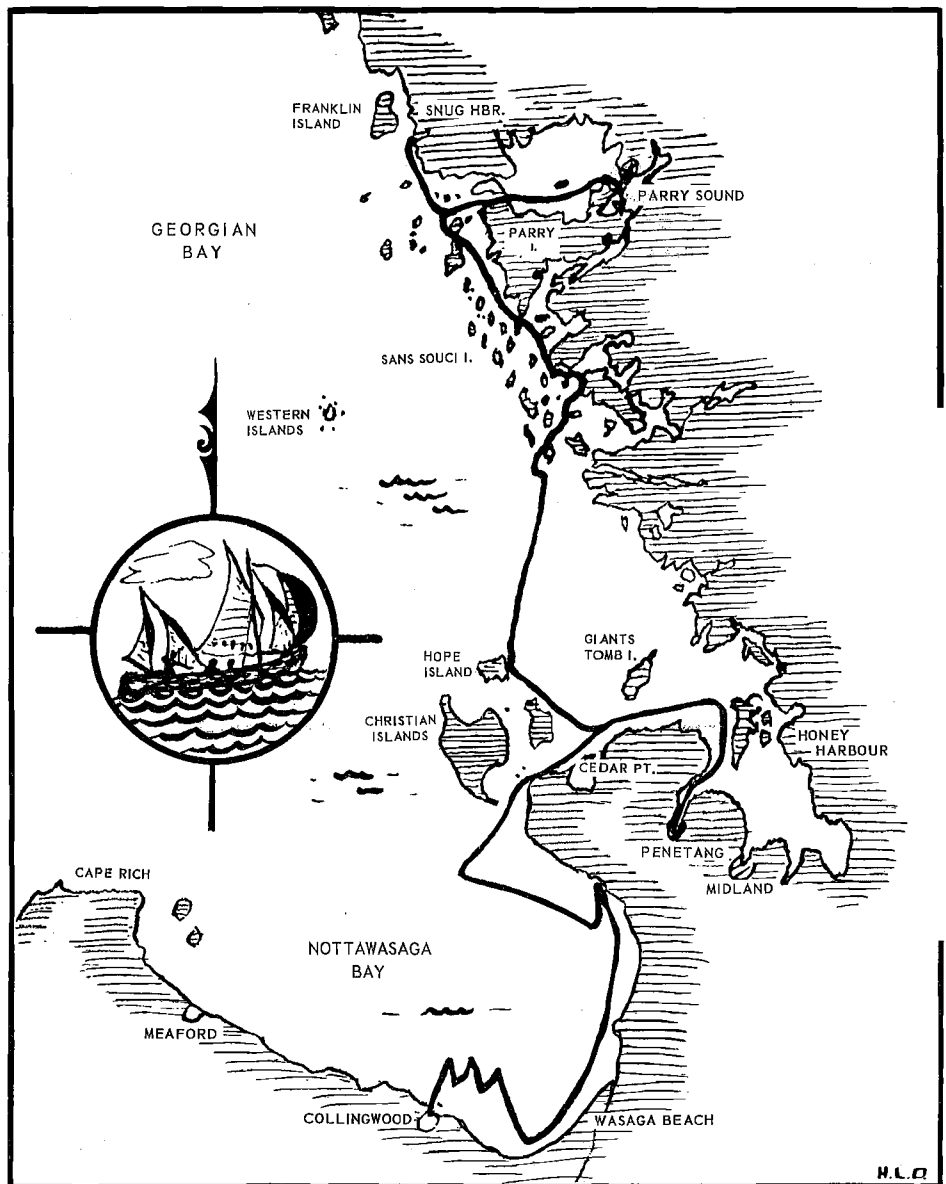 FRANKLIN
ISLAND
SNUG HBR.
PARRY SOUND
GEORGIAN
BAY
PARRY
I.
SANS SOUCI I.
WESTERN
ISLANDS
GIANTS
TOMB I.
HOPE
ISLAND
CHRISTIAN
ISLANDS
HONEY
HARBOUR
CEDAR PT.
PENETANG
CAPE RICH
MIDLAND
NOTTAWASAGA
BAY
MEAFORD
COLLINGWOOD
WASAGA BEACH
H.L.D.